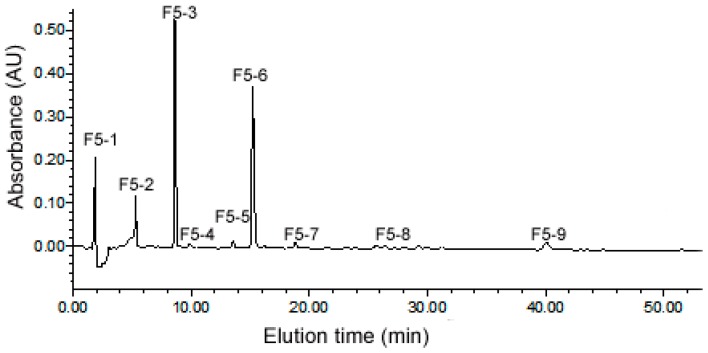 F5-3
0.50
0.40
F5-6
0.30
F5-1
0.20
F5-2
0.10
F5-5
F5-4
F5-7
F5-8
F5-9
0.00
Absorbance (AU)
0.00
10.00
20.00
30.00
40.00
50.00
Elution time (min)